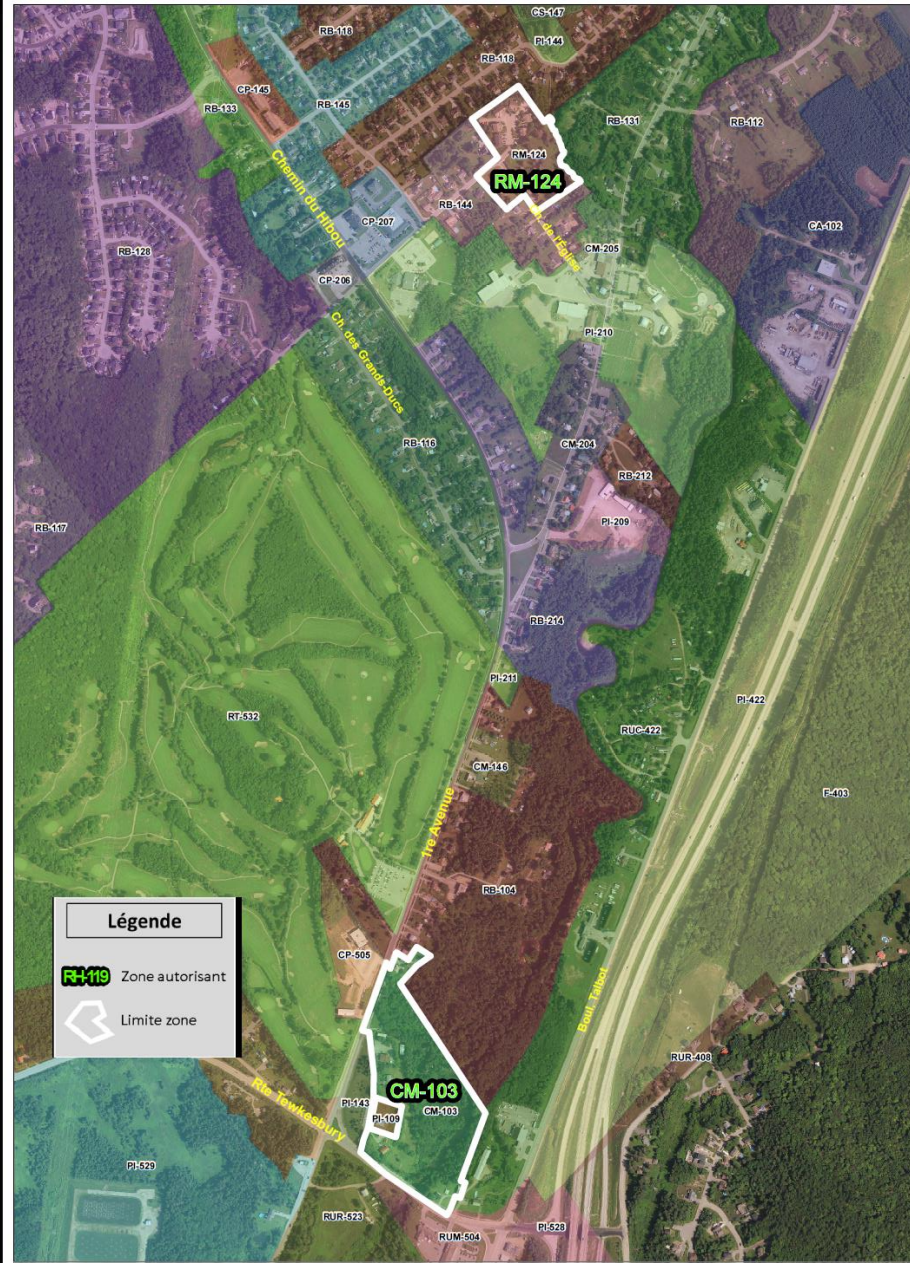 CS-147
RB-118
PI-144
RB-118
CP-145
RB-133
RB-145
RB-131
RB-112
RM-124
RM-124
Chemin du Hibou
RB-144
CP-207
CA-102
de l'Église
CM-205
RB-128
CP-206
Ch. des Grands-Ducs
PI-210
RB-116
CM-204
RB-212
RB-117
PI-209
RB-214
PI-211
PI-422
RT-532
RUC-422
CM-146
F-403
1re Avenue
RB-104
Légende
RH-119 Zone autorisant
Limite zone
CP-505
Boul. Talbot
RUR-408
Rte Tewkesbury
PI-143
CM-103
CM-103
PI-109
PI-529
RUR-523
RUM-504
PI-528